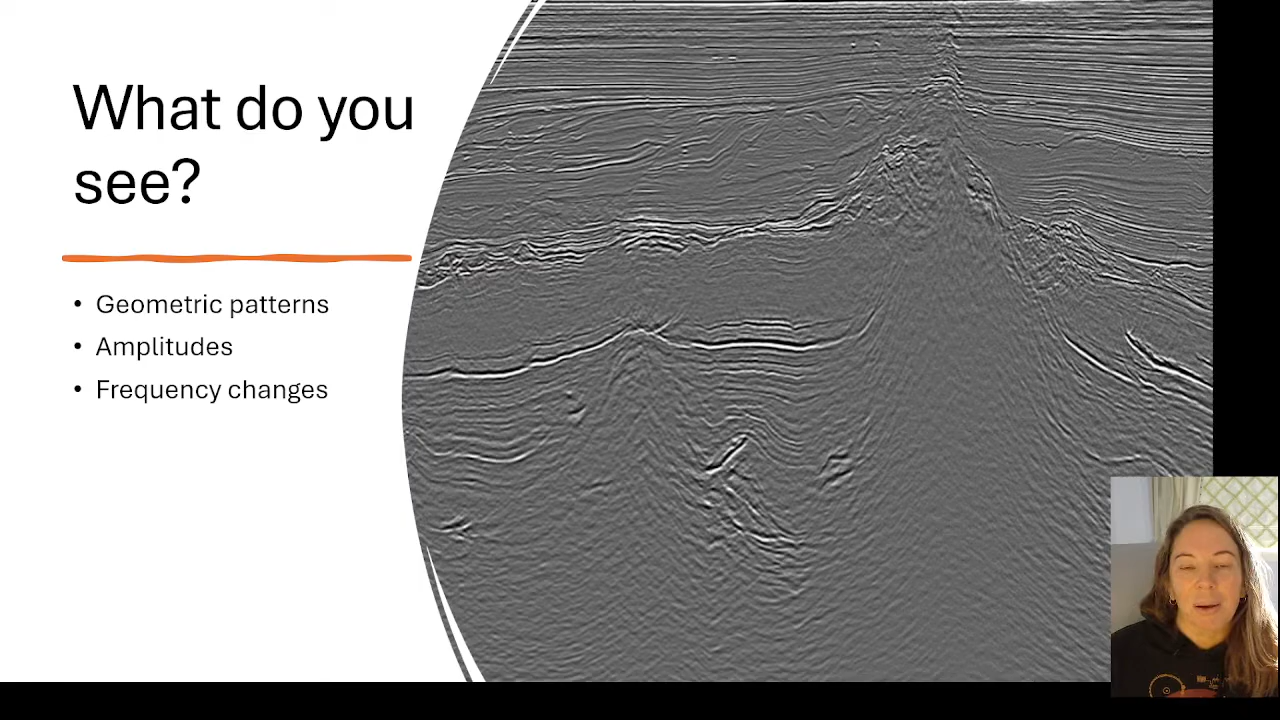 What do you
see?
• Geometric patterns
• Amplitudes
• Frequency changes